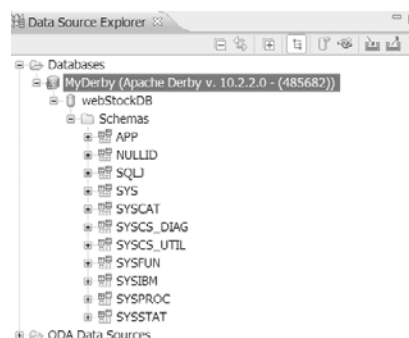 Data Source Explorer
Databases
MyDerby (Apache Derby v. 10.2.2.0 - (485682))
webStockDB
Schemas
APP
NULLID
SQLJ
SYS
SYSCAT
SYSCS_DIAG
SYSCS_UTIL
SYSFUN
SYSIBM
SYSPROC
SYSSTAT
ODA Data Sources